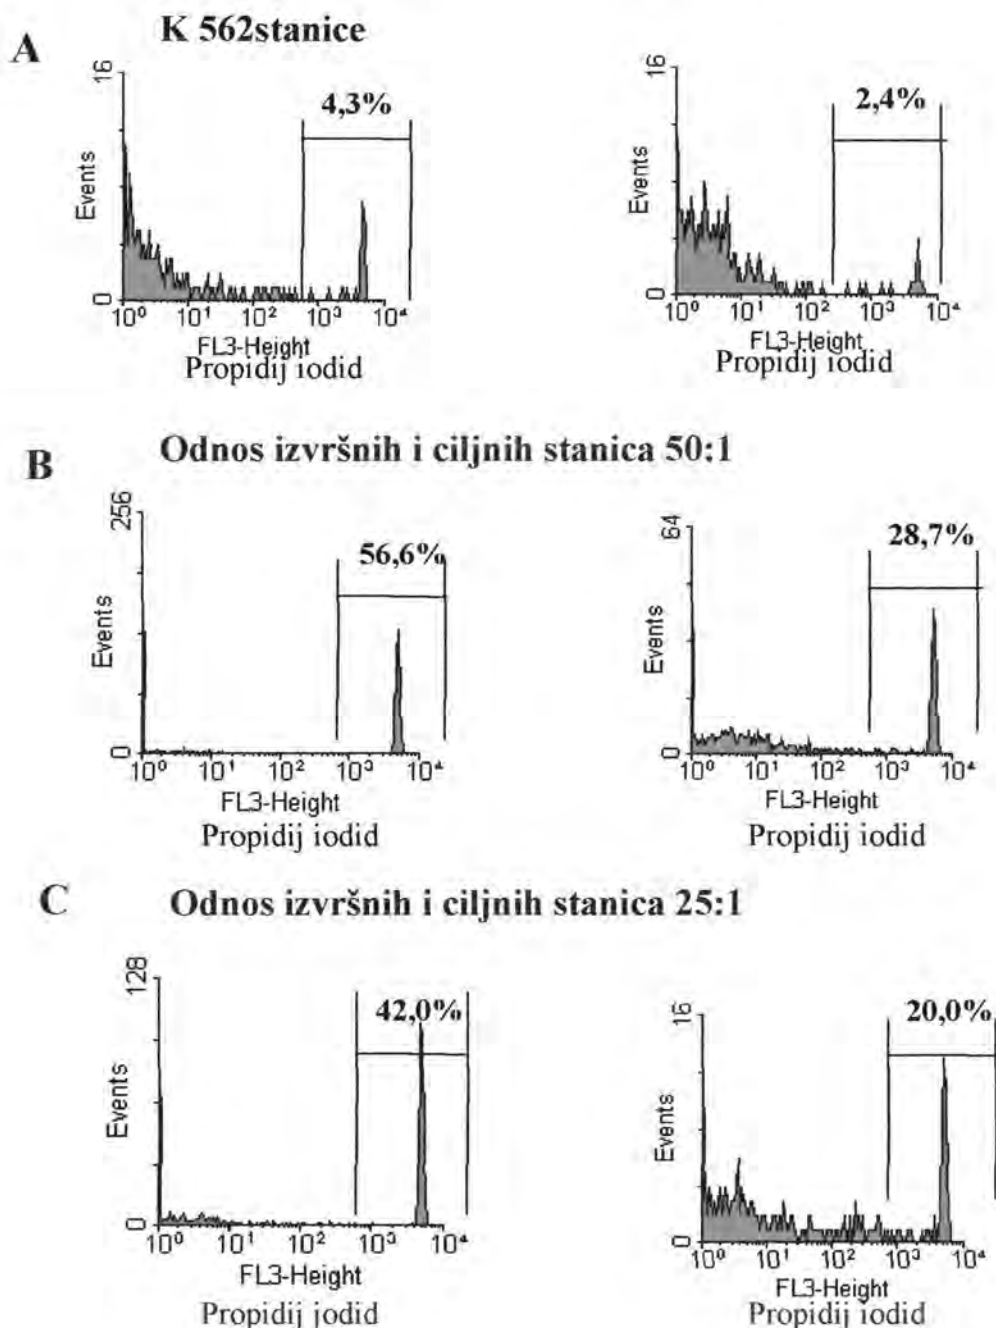 A
K 562stanice
16
Events
0
4,3%
10⁰ 10¹ 10² 10³ 10⁴
FL3-Height
Propidij iodid
16
Events
0
2,4%
10⁰ 10¹ 10² 10³ 10⁴
FL3-Height
Propidij iodid
B
Odnos izvršnih i ciljnih stanica 50:1
256
Events
0
56,6%
10⁰ 10¹ 10² 10³ 10⁴
FL3-Height
Propidij iodid
64
Events
0
28,7%
10⁰ 10¹ 10² 10³ 10⁴
FL3-Height
Propidij iodid
C
Odnos izvršnih i ciljnih stanica 25:1
128
Events
0
42,0%
10⁰ 10¹ 10² 10³ 10⁴
FL3-Height
Propidij jodid
16
Events
0
20,0%
10⁰ 10¹ 10² 10³ 10⁴
FL3-Height
Propidij iodid